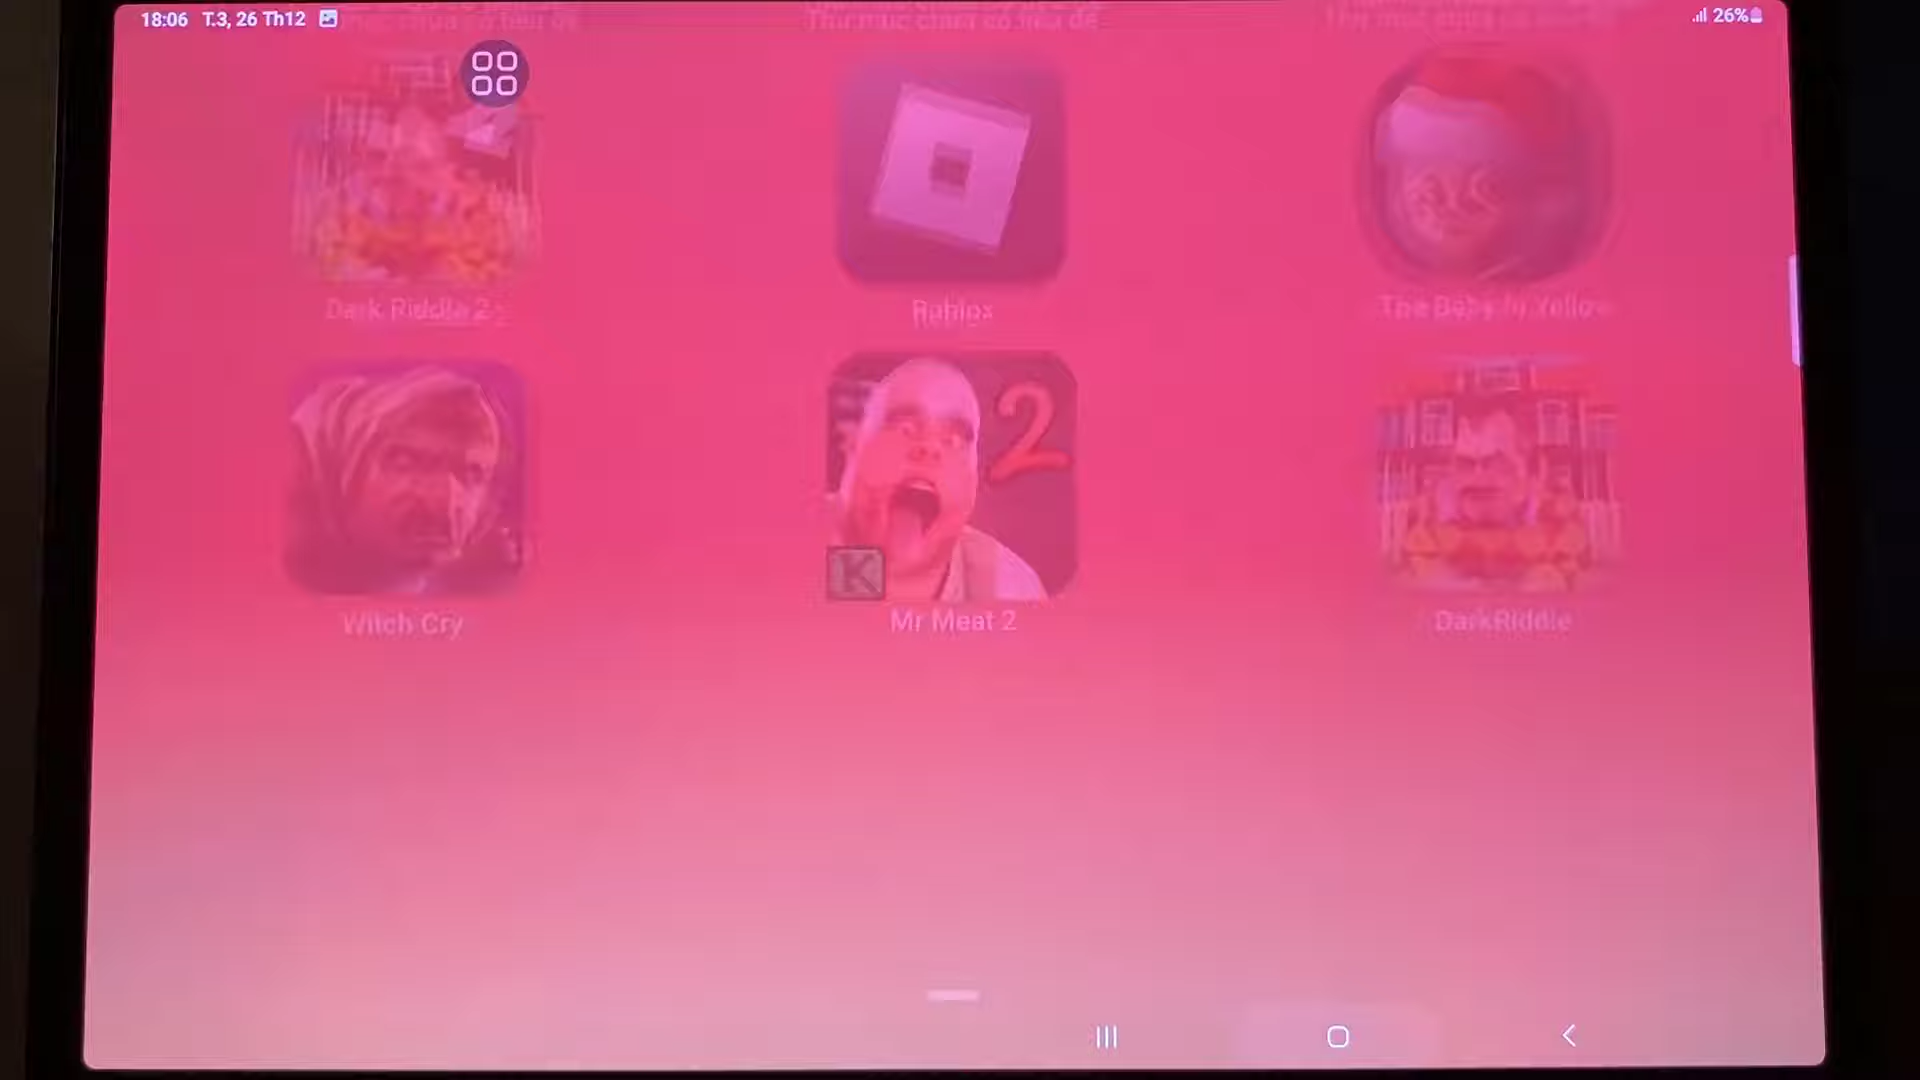 18:06 T.3, 26 Th12
26%
Dark Riddle 2
Roblox
The Baby In Yellow
2
K
Witch Cry
Mr Meat 2
DarkRiddle